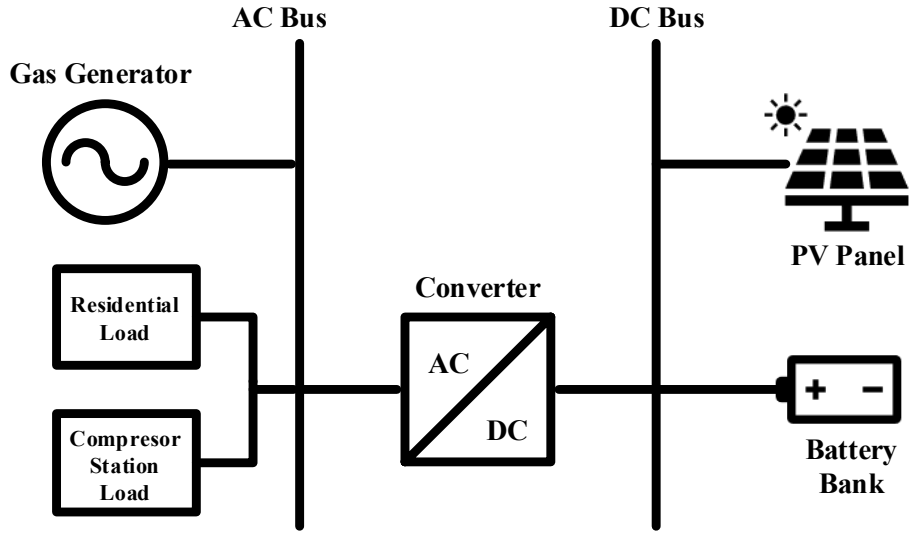 AC Bus
DC Bus
Gas Generator
PV Panel
Residential
Load
Converter
AC
DC
Compresor
Station
Load
Battery
Bank